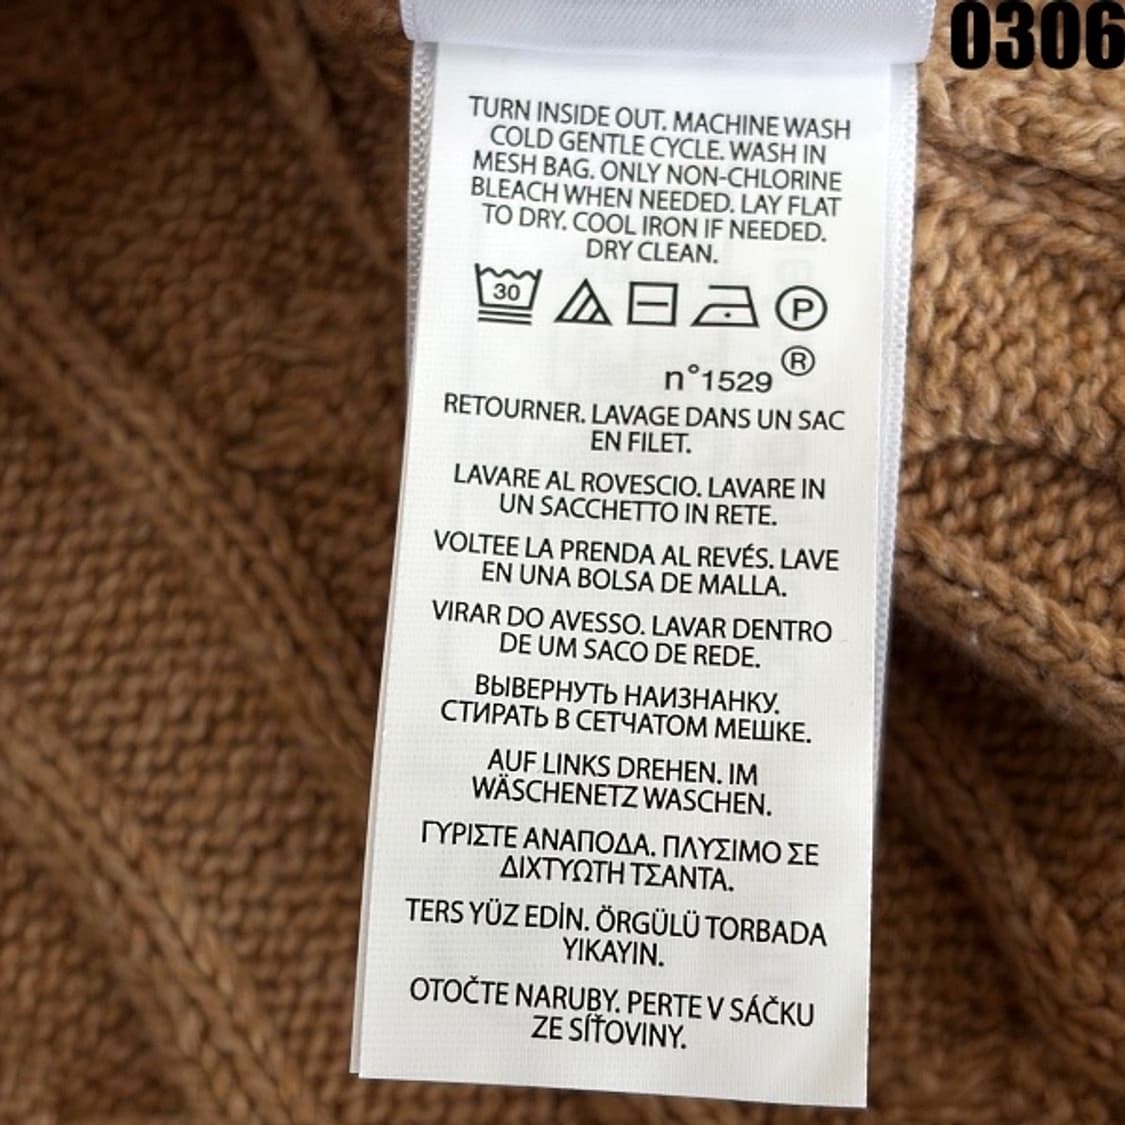 0306
TURN INSIDE OUT. MACHINE WASH
COLD GENTLE CYCLE. WASH IN
MESH BAG. ONLY NON-CHLORINE
BLEACH WHEN NEEDED. LAY FLAT
TO DRY. COOL IRON IF NEEDED.
DRY CLEAN.
30 P
n°1529 ®
RETOURNER. LAVAGE DANS UN SAC
EN FILET.
LAVARE AL ROVESCIO. LAVARE IN
UN SACCHETTO IN RETE.
VOLTEE LA PRENDA AL REVÉS. LAVE
EN UNA BOLSA DE MALLA.
VIRAR DO AVESSO. LAVAR DENTRO
DE UM SACO DE REDE.
ВЫВЕРНУТЬ НАИЗНАНКУ.
СТИРАТЬ В СЕТЧАТОМ МЕШКЕ.
AUF LINKS DREHEN. IM
WÄSCHENETZ WASCHEN.
ΓΥΡΙΣΤΕ ΑΝΑΠΟΔΑ. ΠΛΥΣΙΜΟ ΣΕ
ΔΙΧΤΥΩΤΗ ΤΣΑΝΤΑ.
TERS YÜZ EDİN. ÖRGÜLÜ TORBADA
YIKAYIN.
OTOČTE NARUBY. PERTE V SÁČKU
ZE SÍŤOVINY.